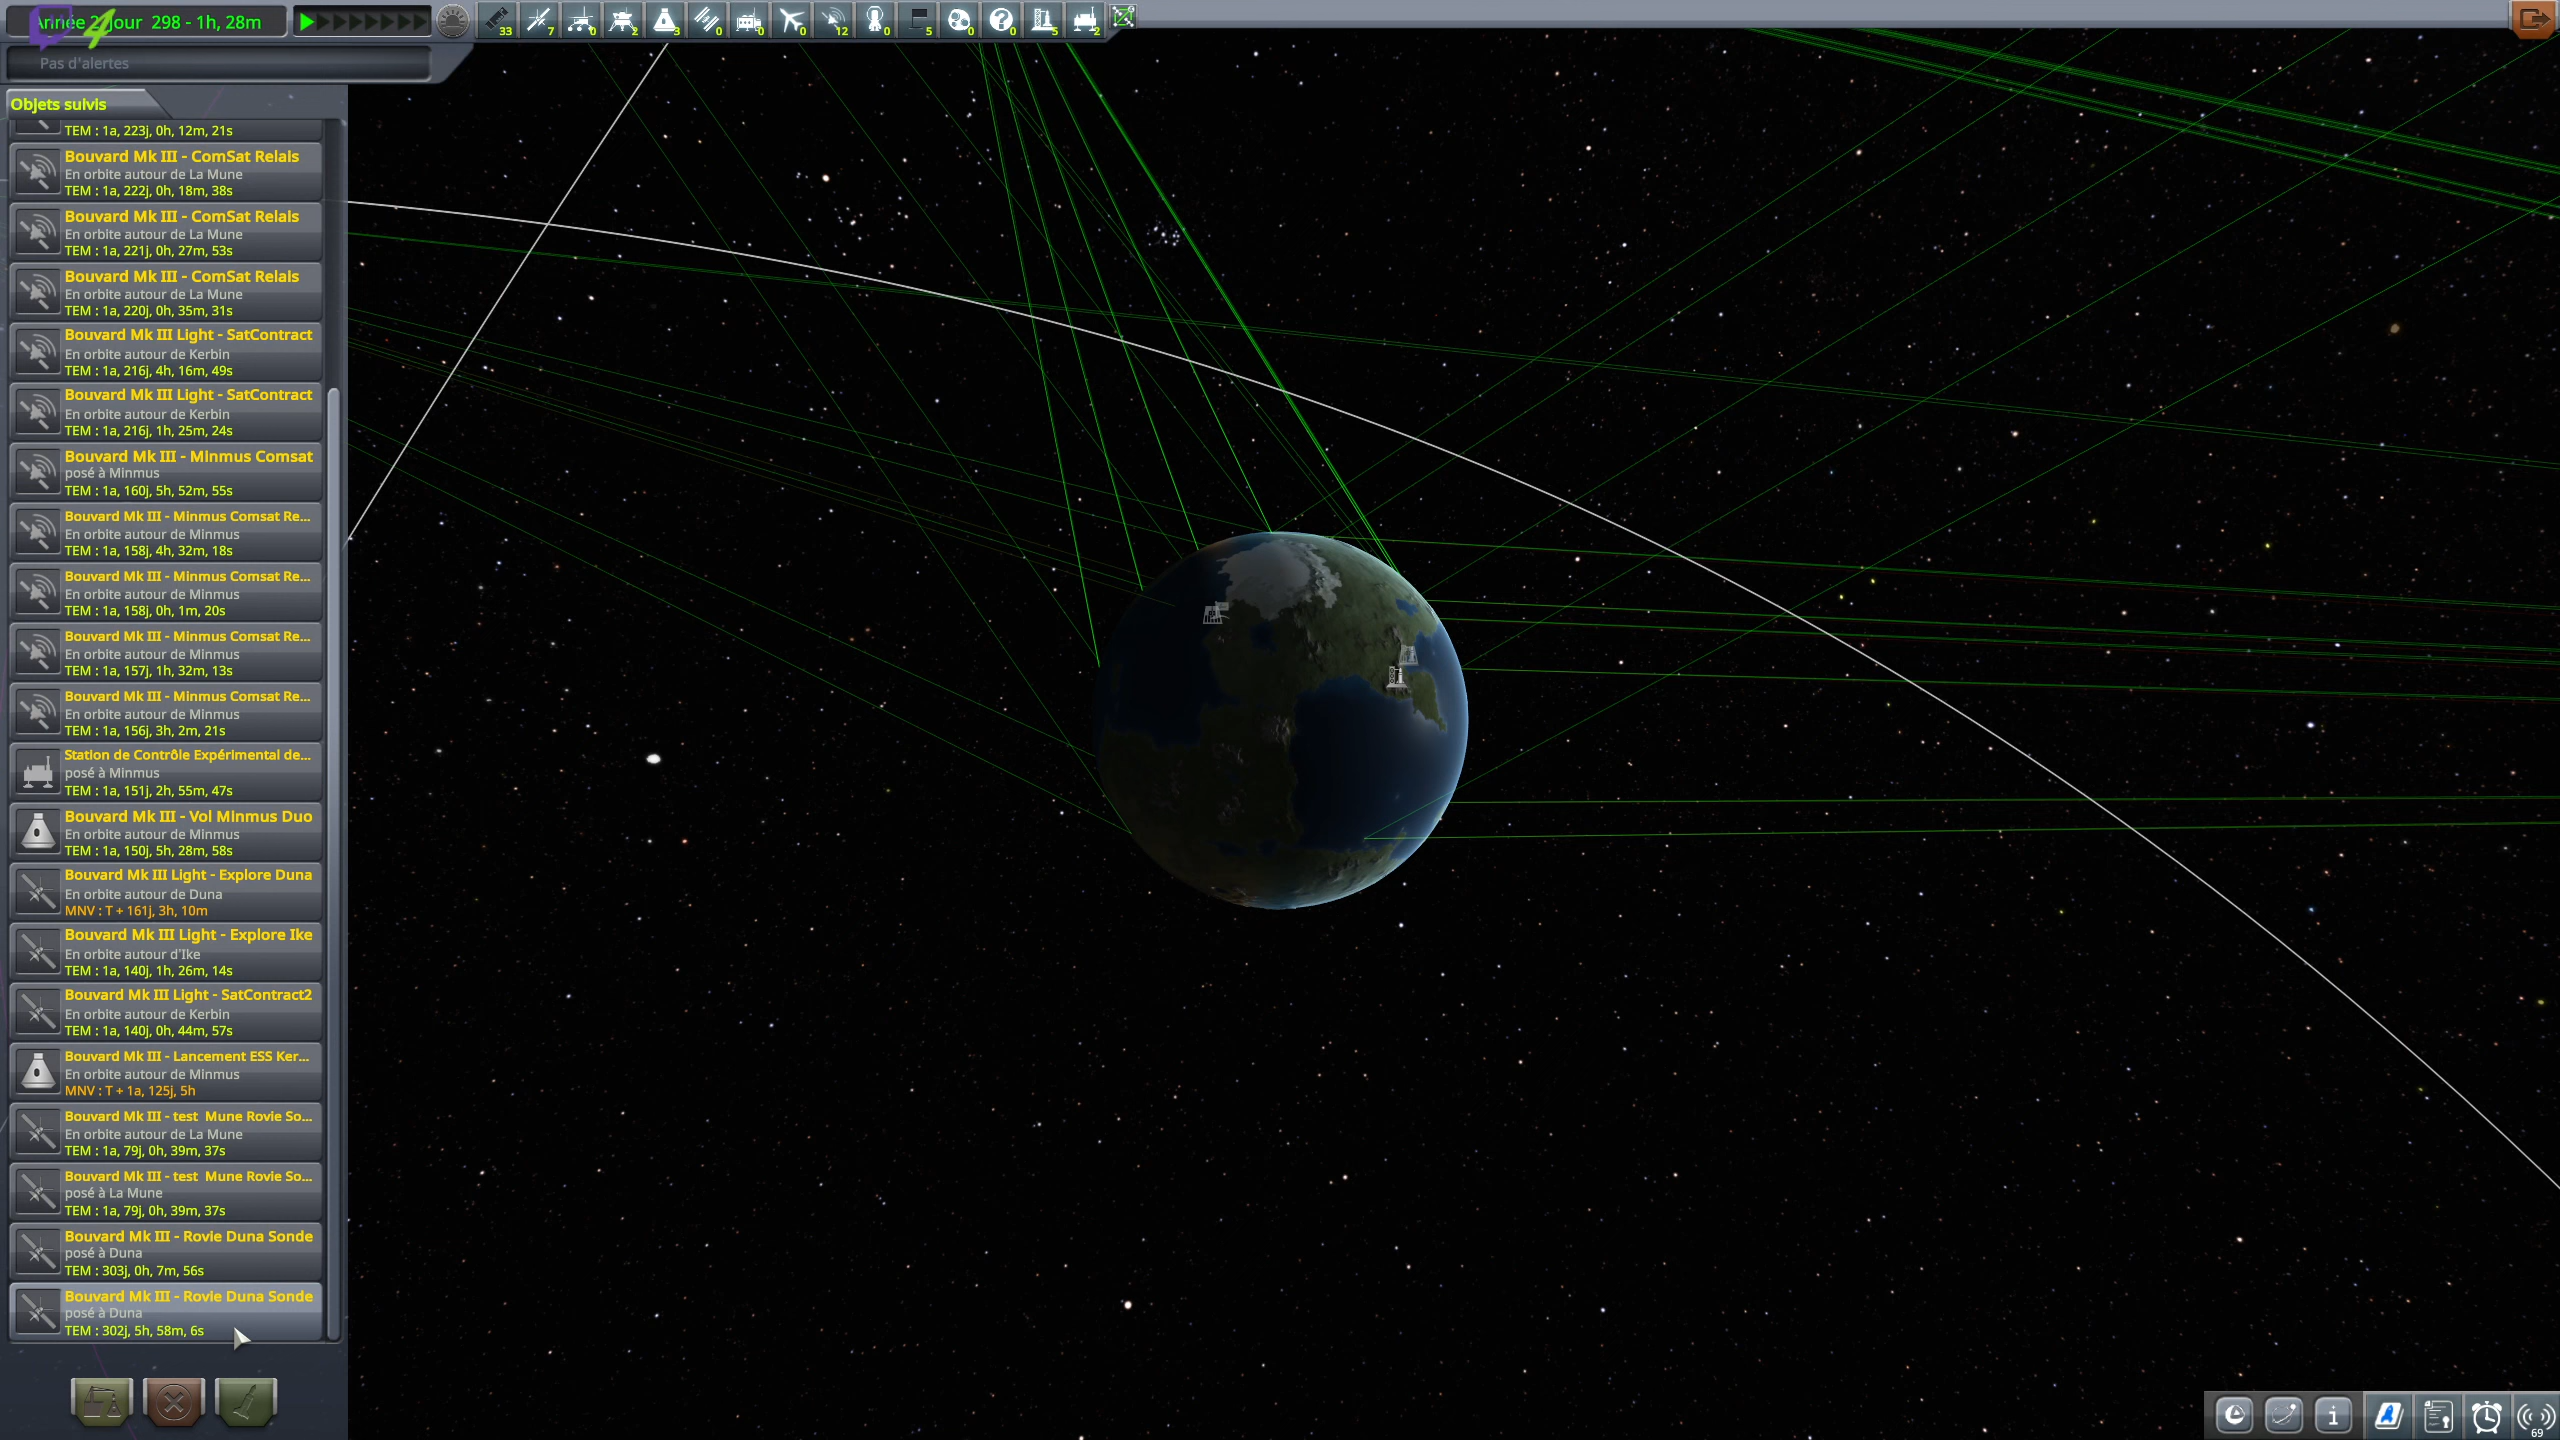 Jour 298 - 1h, 28m
33
7
0
2
3
0
0
0
12
0
5
0
0
5
2
Pas d'alertes
Objets suivis
TEM : 1a, 223j, 0h, 12m, 21s
Bouvard Mk III - ComSat Relais
En orbite autour de La Mune
TEM : 1a, 222j, 0h, 18m, 38s
Bouvard Mk III - ComSat Relais
En orbite autour de La Mune
TEM : 1a, 221j, 0h, 27m, 53s
Bouvard Mk III - ComSat Relais
En orbite autour de La Mune
TEM : 1a, 220j, 0h, 35m, 31s
Bouvard Mk III Light - SatContract
En orbite autour de Kerbin
TEM : 1a, 216j, 4h, 16m, 49s
Bouvard Mk III Light - SatContract
En orbite autour de Kerbin
TEM : 1a, 216j, 1h, 25m, 24s
Bouvard Mk III - Minmus Comsat
posé à Minmus
TEM : 1a, 160j, 5h, 52m, 55s
Bouvard Mk III - Minmus Comsat Re...
En orbite autour de Minmus
TEM : 1a, 158j, 4h, 32m, 18s
Bouvard Mk III - Minmus Comsat Re...
En orbite autour de Minmus
TEM : 1a, 158j, 0h, 1m, 20s
Bouvard Mk III - Minmus Comsat Re...
En orbite autour de Minmus
TEM : 1a, 157j, 1h, 32m, 13s
Bouvard Mk III - Minmus Comsat Re...
En orbite autour de Minmus
TEM : 1a, 156j, 3h, 2m, 21s
Station de Contrôle Expérimental de...
posé à Minmus
TEM : 1a, 151j, 2h, 55m, 47s
Bouvard Mk III - Vol Minmus Duo
En orbite autour de Minmus
TEM : 1a, 150j, 5h, 28m, 58s
Bouvard Mk III Light - Explore Duna
En orbite autour de Duna
MNV : T + 161j, 3h, 10m
Bouvard Mk III Light - Explore Ike
En orbite autour d'Ike
TEM : 1a, 140j, 1h, 26m, 14s
Bouvard Mk III Light - SatContract2
En orbite autour de Kerbin
TEM : 1a, 140j, 0h, 44m, 57s
Bouvard Mk III - Lancement ESS Ker...
En orbite autour de Minmus
MNV : T + 1a, 125j, 5h
Bouvard Mk III - test Mune Rovie So...
En orbite autour de La Mune
TEM : 1a, 79j, 0h, 39m, 37s
Bouvard Mk III - test Mune Rovie So...
posé à La Mune
TEM : 1a, 79j, 0h, 39m, 37s
Bouvard Mk III - Rovie Duna Sonde
posé à Duna
TEM : 303j, 0h, 7m, 56s
Bouvard Mk III - Rovie Duna Sonde
posé à Duna
TEM : 302j, 5h, 58m, 6s
69